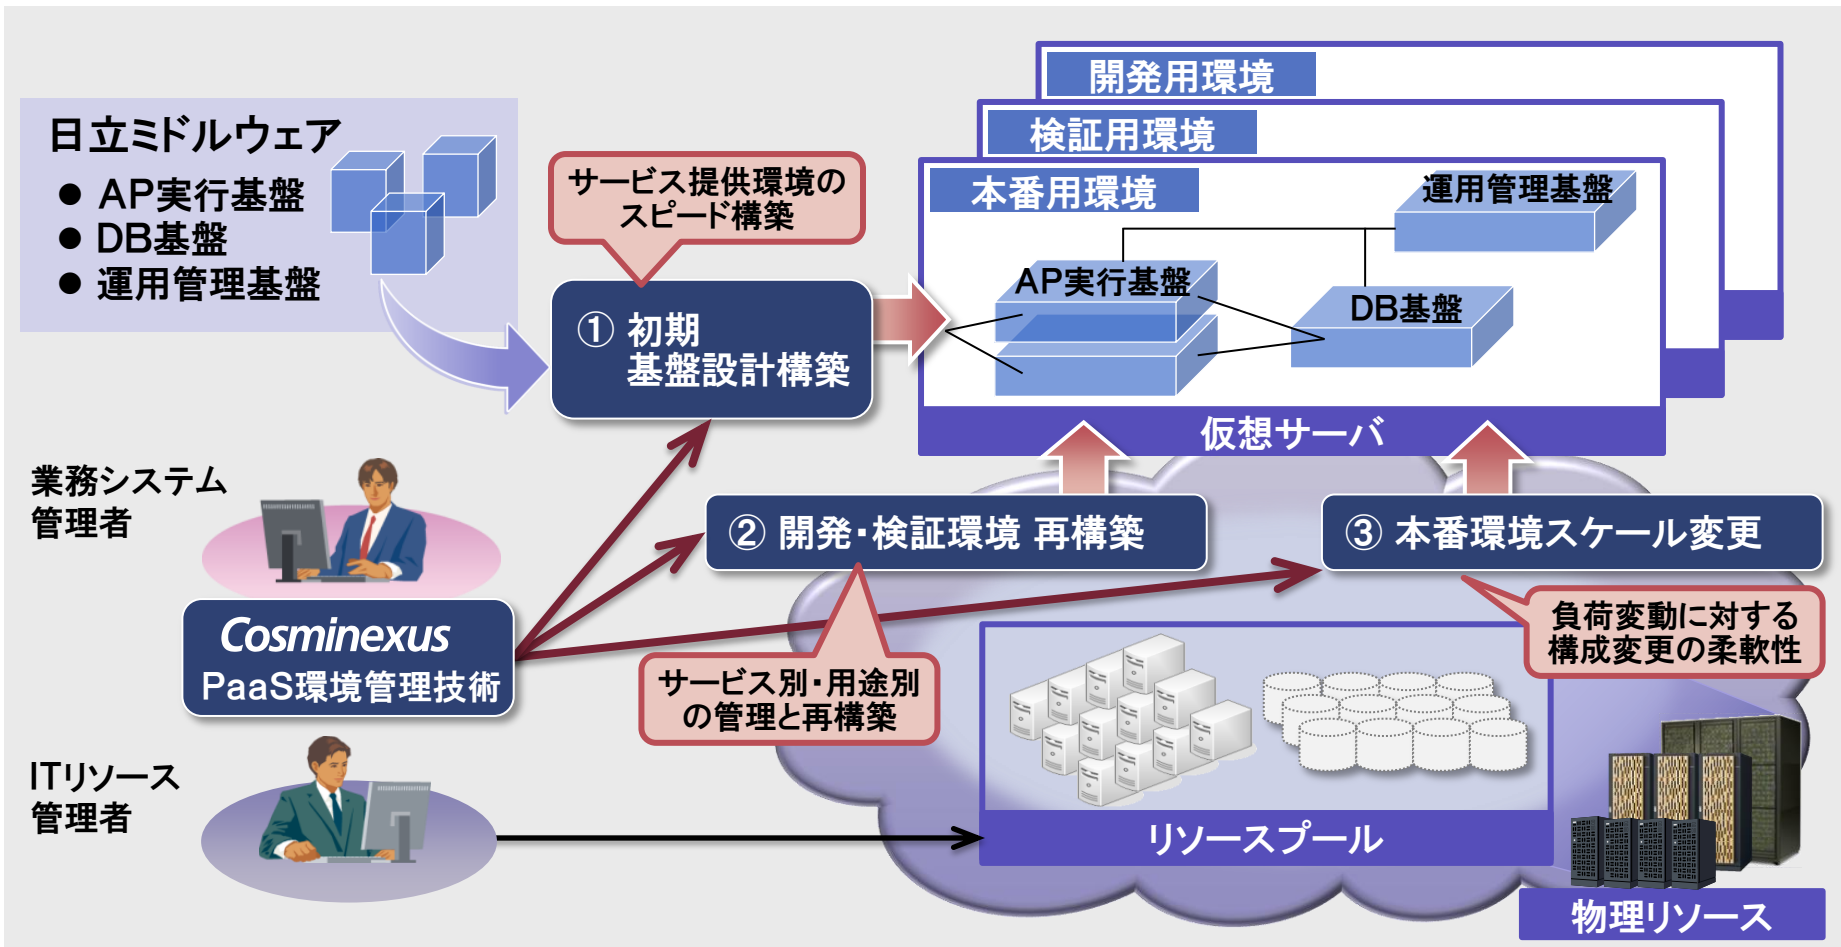 日立ミドルウェア
● AP実行基盤
● DB基盤
● 運用管理基盤
サービス提供環境の
スピード構築
① 初期
基盤設計構築
開発用環境
検証用環境
本番用環境
運用管理基盤
AP実行基盤
DB基盤
仮想サーバ
業務システム
管理者
Cosminexus
PaaS環境管理技術
② 開発・検証環境 再構築
③ 本番環境スケール変更
サービス別・用途別
の管理と再構築
負荷変動に対する
構成変更の柔軟性
ITリソース
管理者
リソースプール
物理リソース